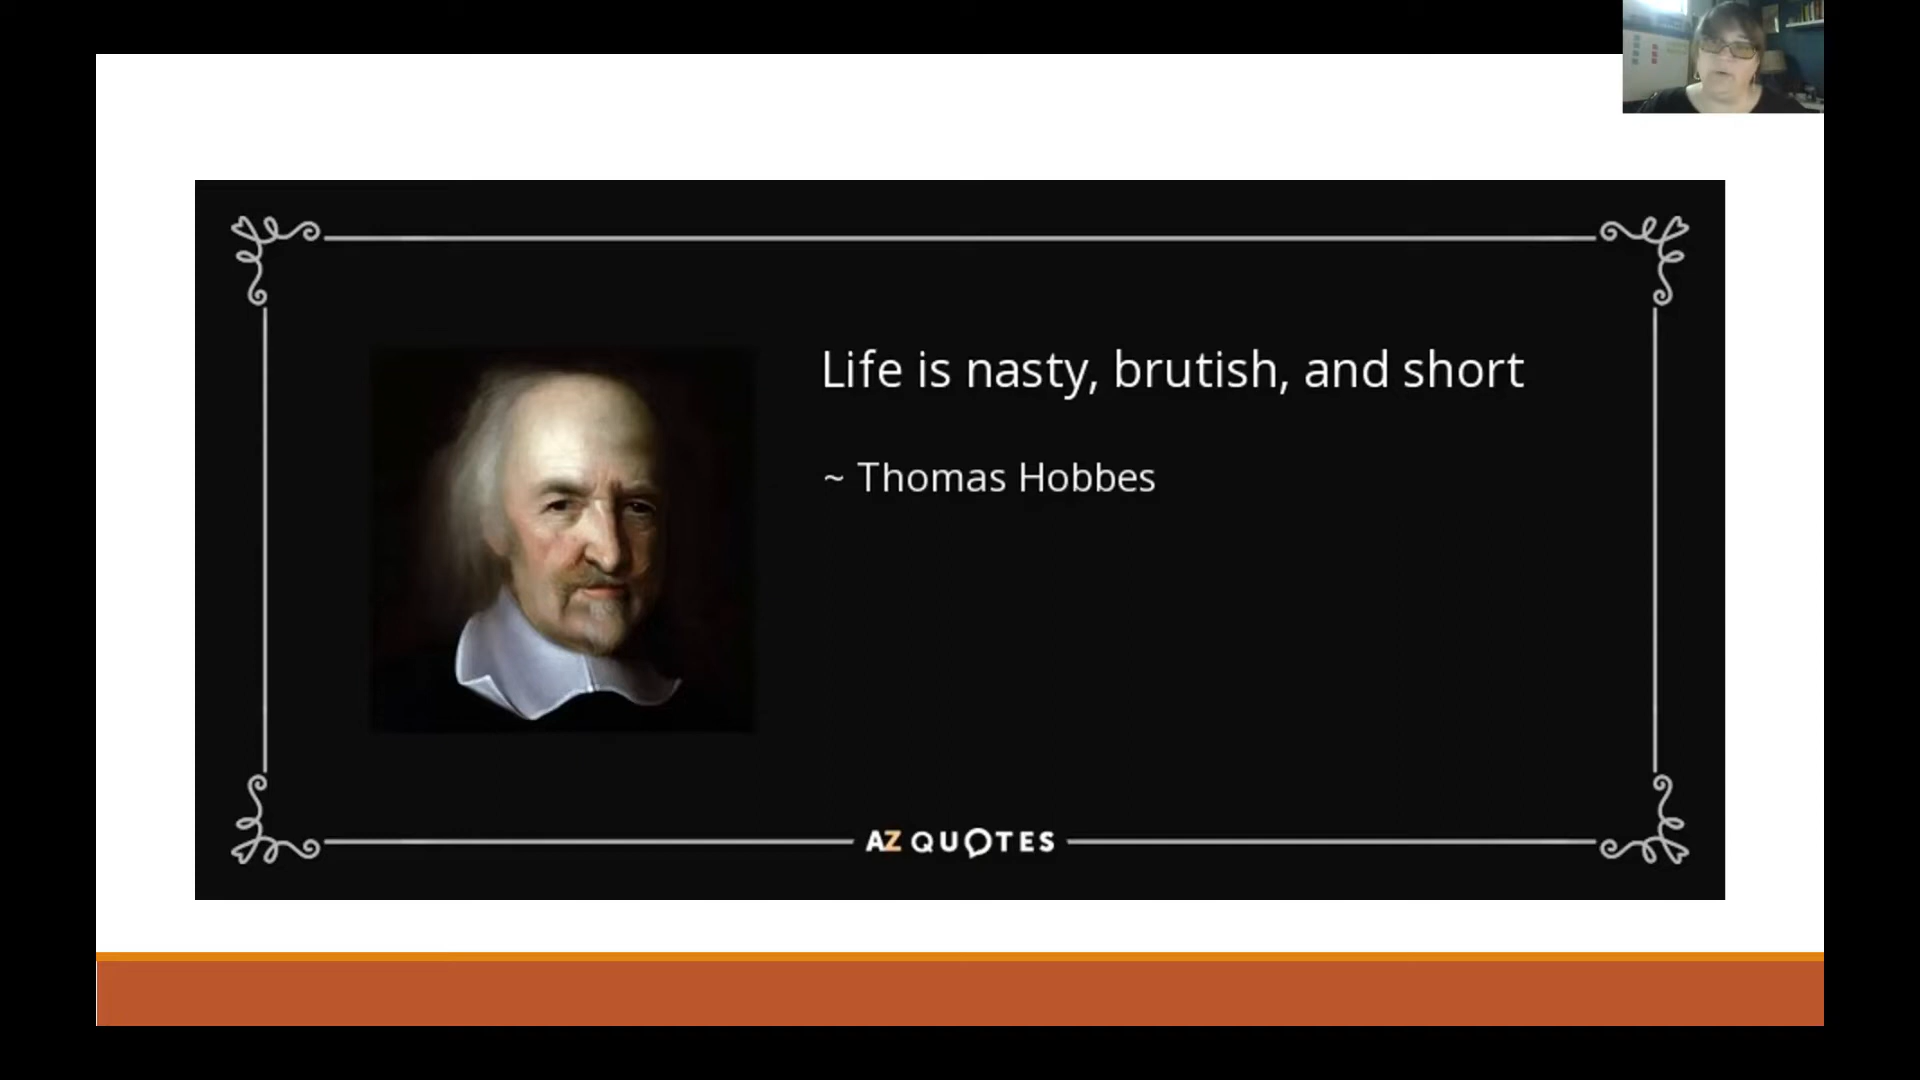 Life is nasty, brutish, and short
~ Thomas Hobbes
AZ QUOTES